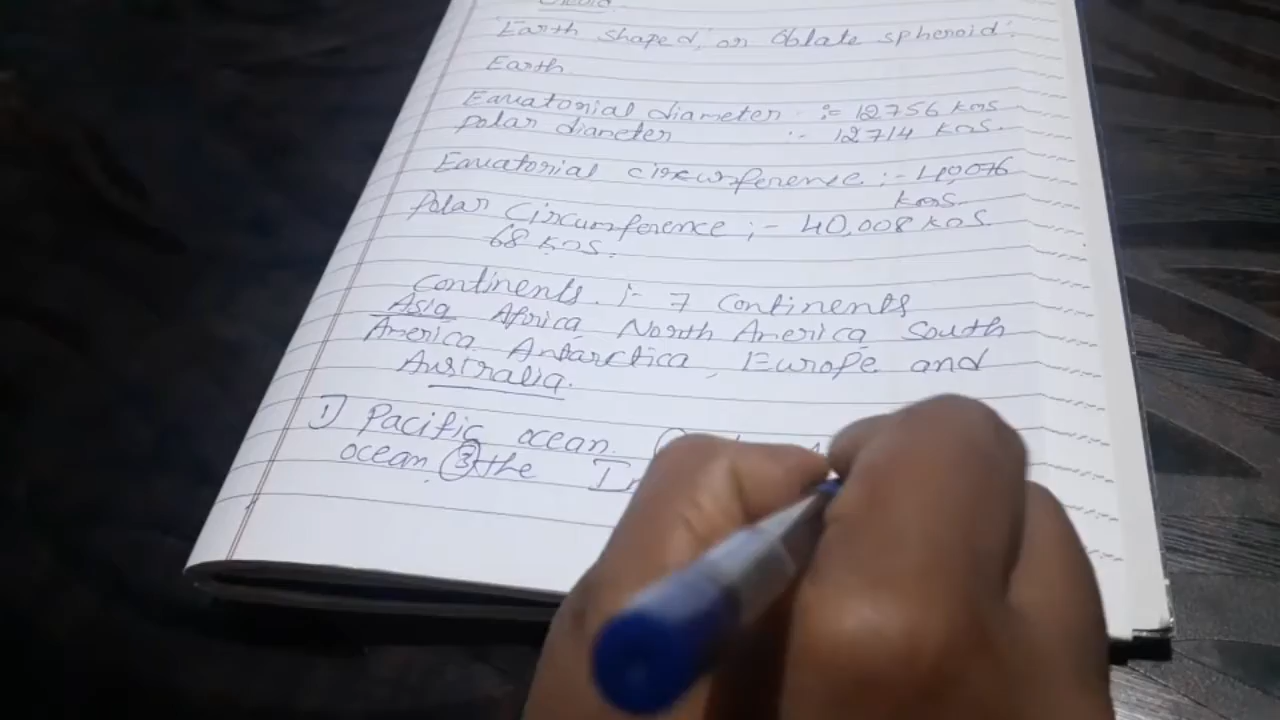 Earth shaped, or Oblate spheroid.
Earth
Equatorial diameter :- 12756 kms
Polar diameter :- 12714 kms.
Equatorial circumference :- 40,076
kms.
Polar Circumference :- 40,008 kms.
68 kms.
Continents :- 7 Continents
Asia Africa North America South
America Antarctica, Europe and
Australia.
1) Pacific ocean.
ocean. 3 the